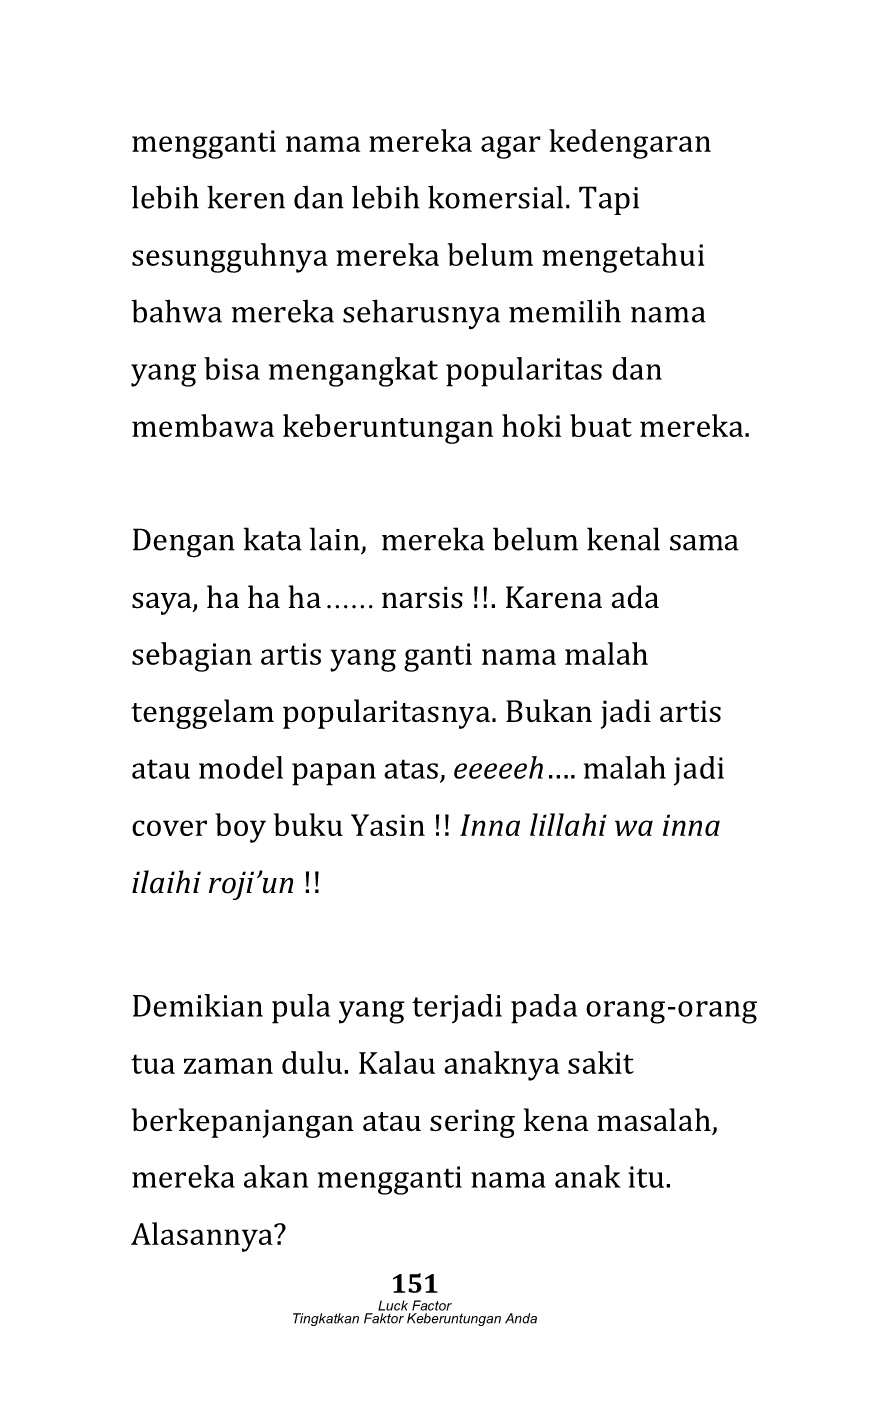 mengganti nama mereka agar kedengaran
lebih keren dan lebih komersial. Tapi
sesungguhnya mereka belum mengetahui
bahwa mereka seharusnya memilih nama
yang bisa mengangkat popularitas dan
membawa keberuntungan hoki buat mereka.
Dengan kata lain,  mereka belum kenal sama
saya, ha ha ha…… narsis !!. Karena ada
sebagian artis yang ganti nama malah
tenggelam popularitasnya. Bukan jadi artis
atau model papan atas, eeeeeh…. malah jadi
cover boy buku Yasin !! Inna lillahi wa inna
ilaihi roji’un !!
Demikian pula yang terjadi pada orang-orang
tua zaman dulu. Kalau anaknya sakit
berkepanjangan atau sering kena masalah,
mereka akan mengganti nama anak itu.
Alasannya?
151
Luck Factor
Tingkatkan Faktor Keberuntungan Anda